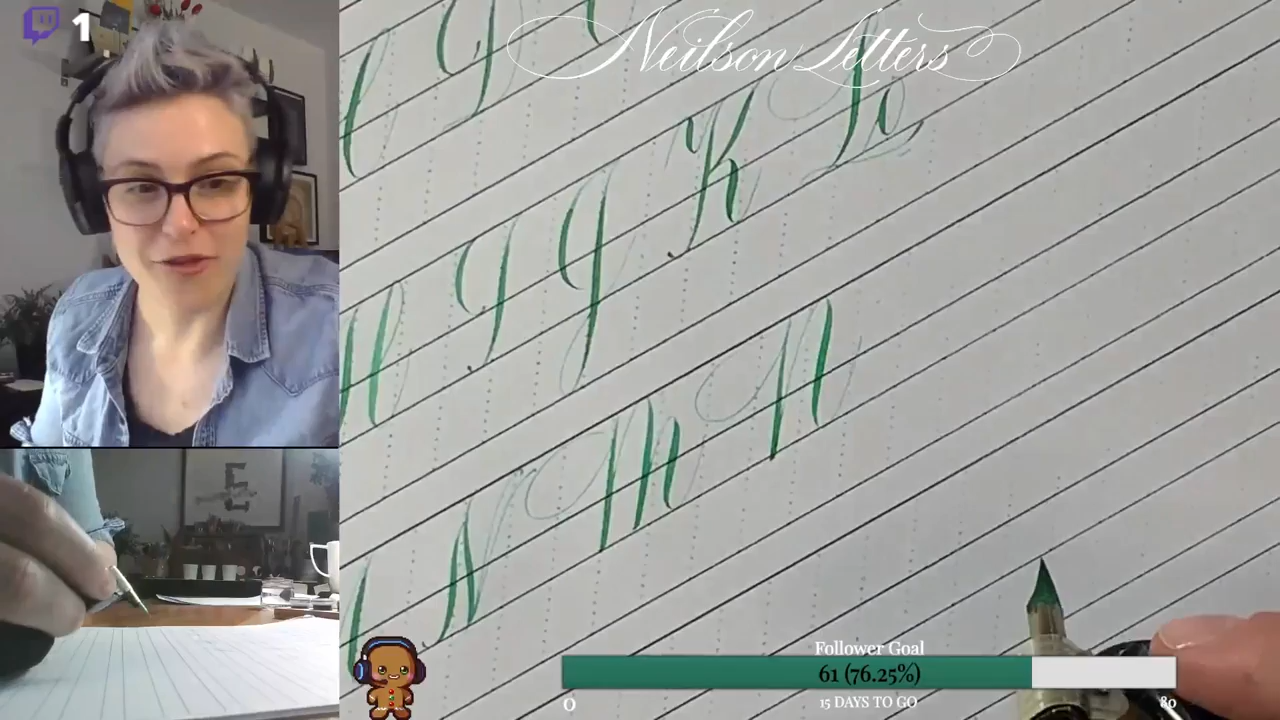 1
Neilson Letters
I J K L
N M N
Follower Goal
61 (76.25%)
0
15 DAYS TO GO
80